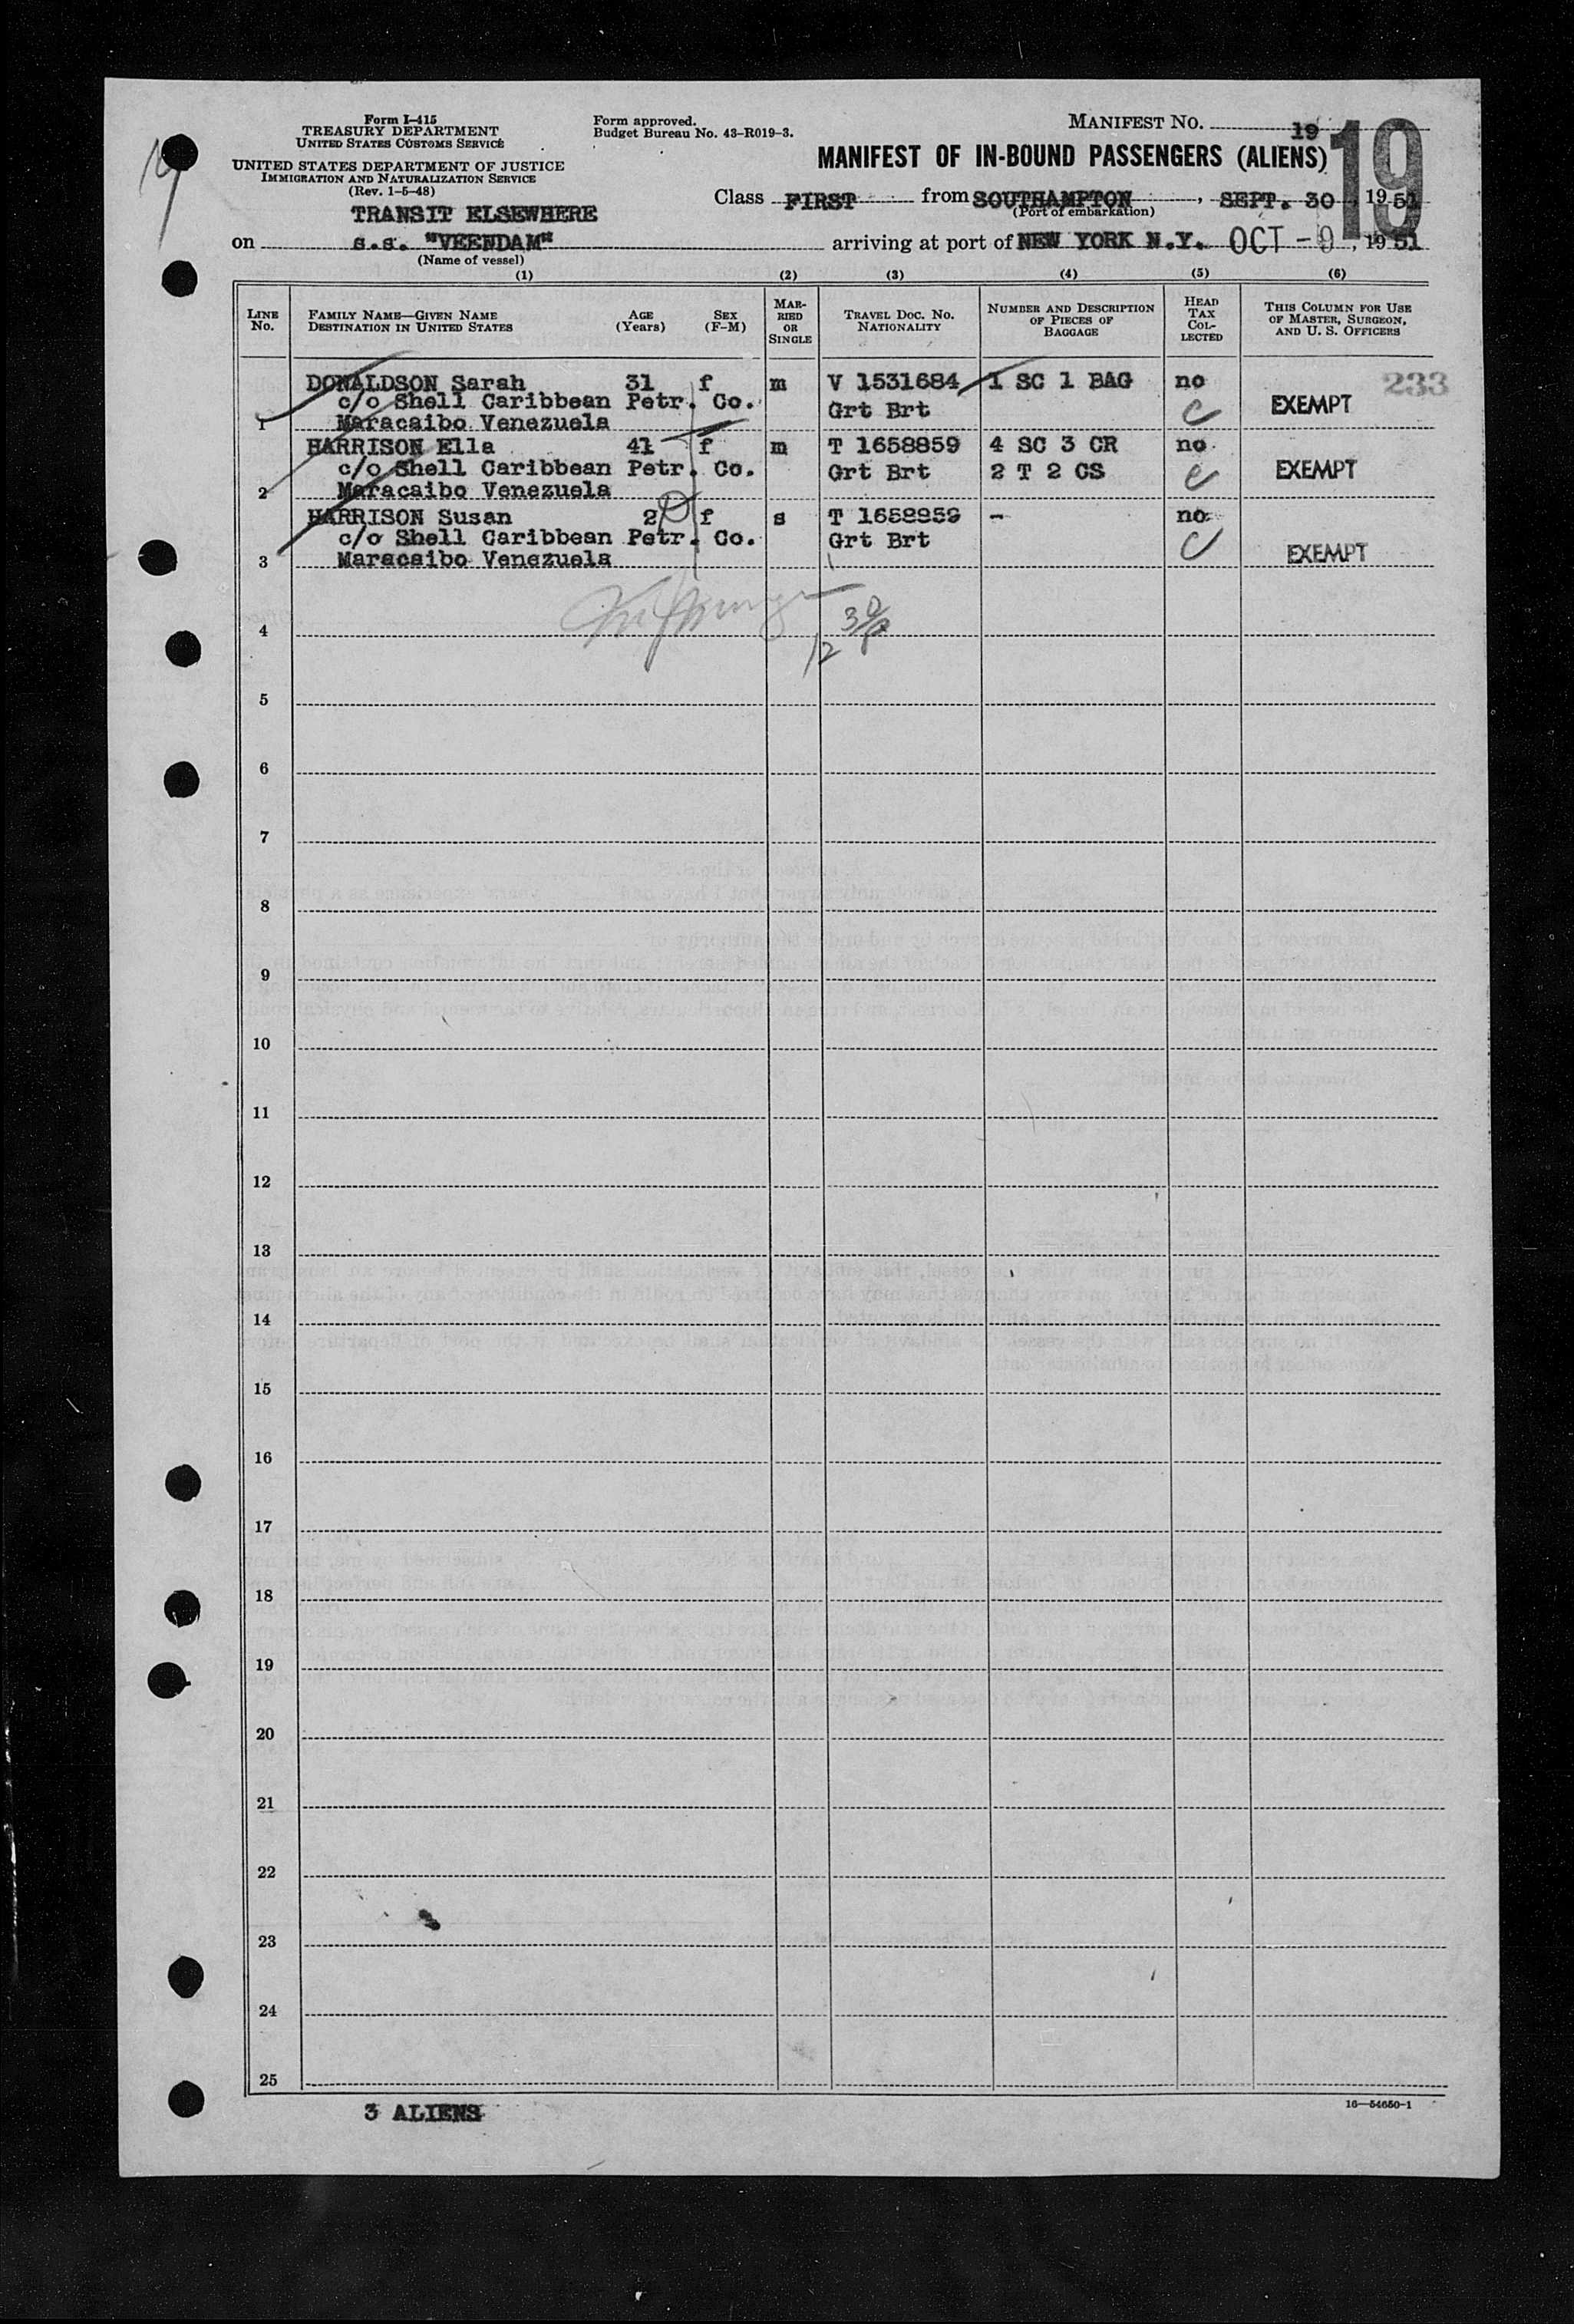 Form I-415
TREASURY DEPARTMENT
UNITED STATES CUSTOMS SERVICE
UNITED STATES DEPARTMENT OF JUSTICE
IMMIGRATION AND NATURALIZATION SERVICE
(Rev. 1-5-48)
Form approved.
Budget Bureau No. 43-R019-3.
MANIFEST NO. 19
19
MANIFEST OF IN-BOUND PASSENGERS (ALIENS)
Class FIRST from SOUTHAMPTON, SEPT. 30, 1951
(Port of embarkation)
TRANSIT ELSEWHERE
on s.s. "VEENDAM" arriving at port of NEW YORK N.Y. OCT -9, 1951
(Name of vessel)
(1) (2) (3) (4) (5) (6)
LINE No. FAMILY NAME—GIVEN NAME DESTINATION IN UNITED STATES AGE (Years) SEX (F-M) MARRIED OR SINGLE TRAVEL DOC. NO. NATIONALITY NUMBER AND DESCRIPTION OF PIECES OF BAGGAGE HEAD TAX COLLECTED THIS COLUMN FOR USE OF MASTER, SURGEON, AND U. S. OFFICERS
DONALDSON Sarah 31 f m V 1531684 1 SC 1 BAG no 233
c/o Shell Caribbean Petr. Co. Grt Brt C EXEMPT
1 Maracaibo Venezuela
HARRISON Ella 41 f m T 1658859 4 SC 3 CR no
c/o Shell Caribbean Petr. Co. Grt Brt 2 T 2 CS C EXEMPT
2 Maracaibo Venezuela
HARRISON Susan 2 f s T 1658859 - no
c/o Shell Caribbean Petr. Co. Grt Brt C EXEMPT
3 Maracaibo Venezuela
4
5
6
7
8
9
10
11
12
13
14
15
16
17
18
19
20
21
22
23
24
25
3 ALIENS
16—54650-1